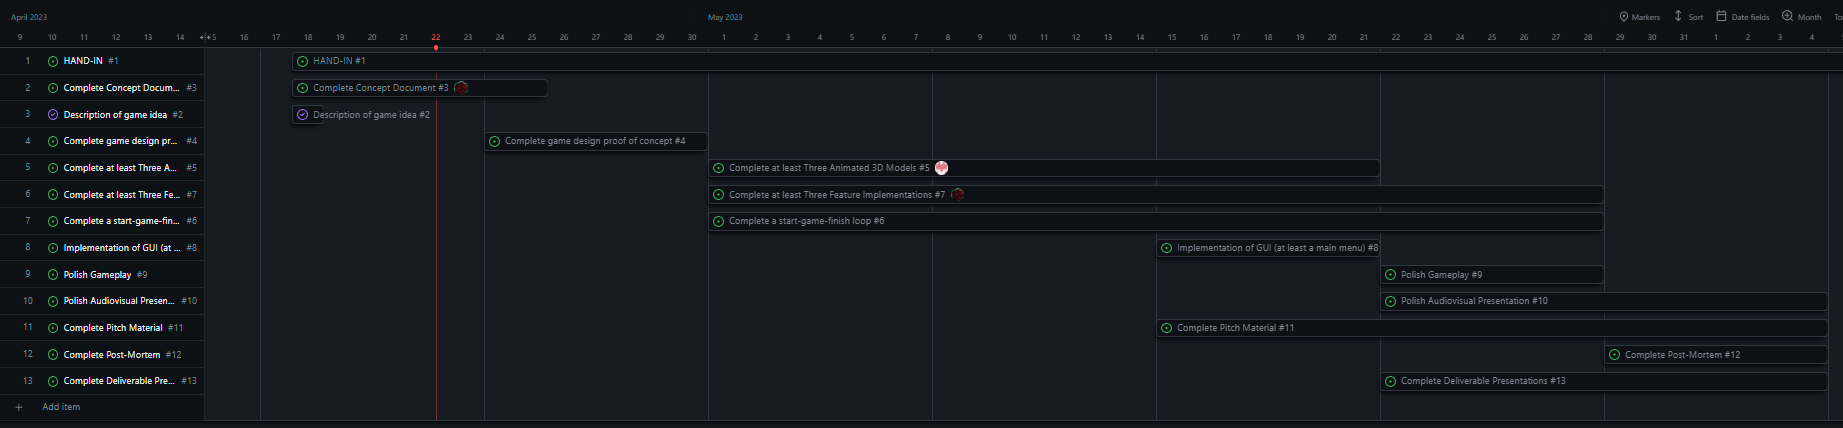 April 2023
May 2023
Markers Sort Date fields Month To
9 10 11 12 13 14 5 16 17 18 19 20 21 22 23 24 25 26 27 28 29 30 1 2 3 4 5 6 7 8 9 10 11 12 13 14 15 16 17 18 19 20 21 22 23 24 25 26 27 28 29 30 31 1 2 3 4
1 HAND-IN #1
HAND-IN #1
2 Complete Concept Docum... #3
Complete Concept Document #3
3 Description of game idea #2
Description of game idea #2
4 Complete game design pr... #4
Complete game design proof of concept #4
5 Complete at least Three A... #5
Complete at least Three Animated 3D Models #5
6 Complete at least Three Fe... #7
Complete at least Three Feature Implementations #7
7 Complete a start-game-fin... #6
Complete a start-game-finish loop #6
8 Implementation of GUI (at ... #8
Implementation of GUI (at least a main menu) #8
9 Polish Gameplay #9
Polish Gameplay #9
10 Polish Audiovisual Presen... #10
Polish Audiovisual Presentation #10
11 Complete Pitch Material #11
Complete Pitch Material #11
12 Complete Post-Mortem #12
Complete Post-Mortem #12
13 Complete Deliverable Pre... #13
Complete Deliverable Presentations #13
+ Add item